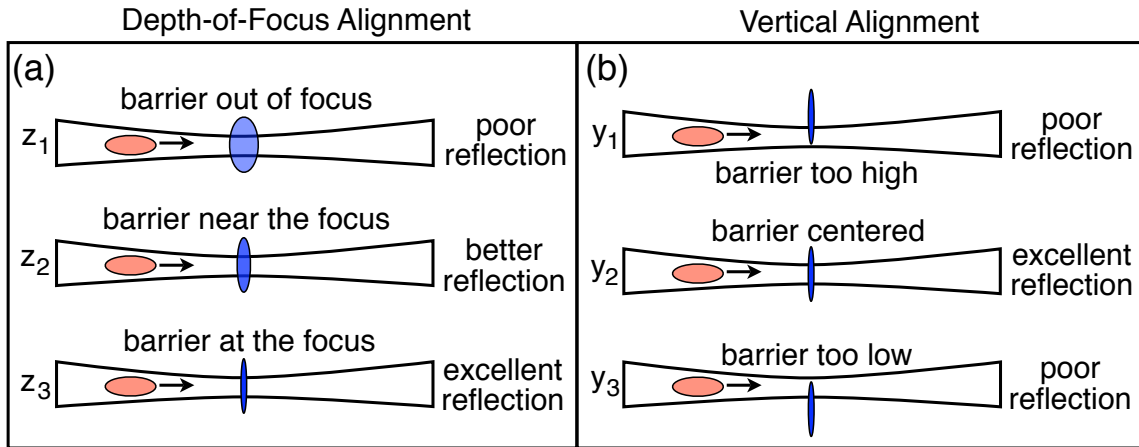 Depth-of-Focus Alignment
(a)
barrier out of focus
z1
poor
reflection
barrier near the focus
z2
better
reflection
barrier at the focus
z3
excellent
reflection
Vertical Alignment
(b)
y1
poor
reflection
barrier too high
barrier centered
y2
excellent
reflection
barrier too low
y3
poor
reflection